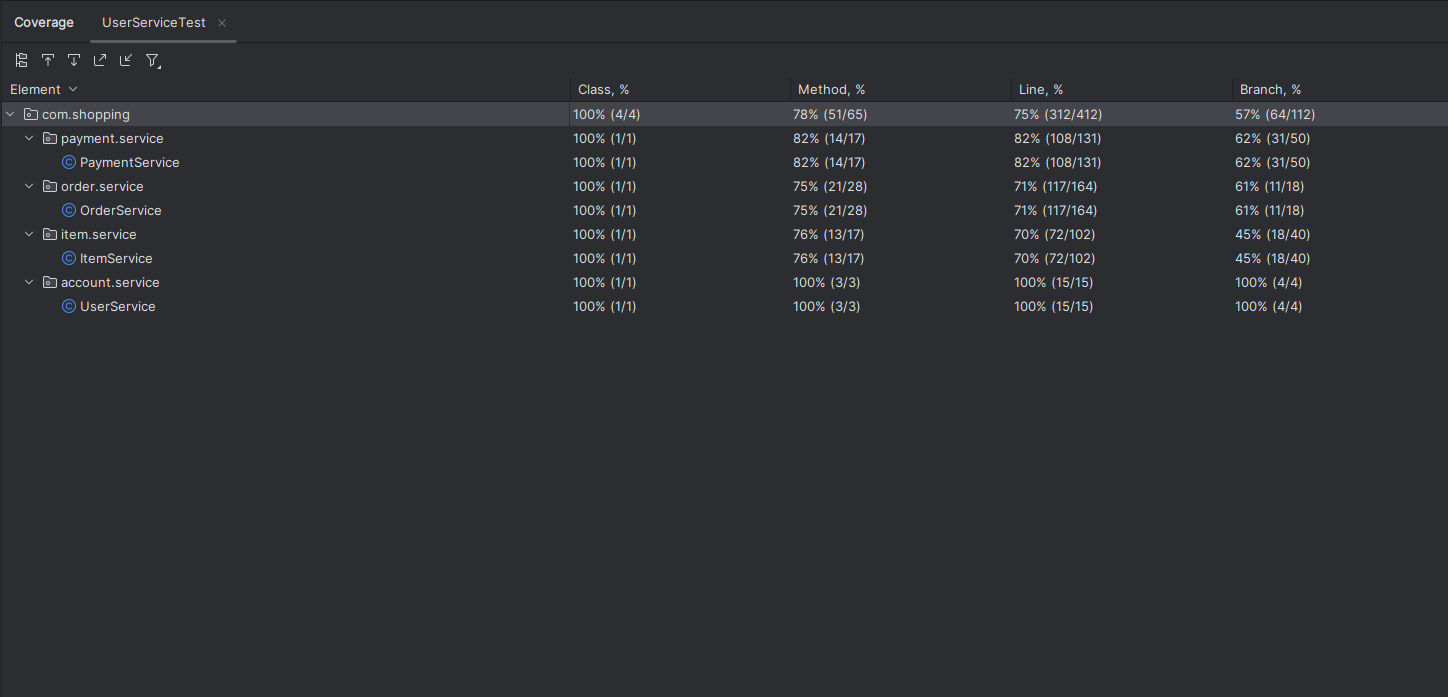 Coverage UserServiceTest
Element Class, % Method, % Line, % Branch, %
com.shopping 100% (4/4) 78% (51/65) 75% (312/412) 57% (64/112)
payment.service 100% (1/1) 82% (14/17) 82% (108/131) 62% (31/50)
PaymentService 100% (1/1) 82% (14/17) 82% (108/131) 62% (31/50)
order.service 100% (1/1) 75% (21/28) 71% (117/164) 61% (11/18)
OrderService 100% (1/1) 75% (21/28) 71% (117/164) 61% (11/18)
item.service 100% (1/1) 76% (13/17) 70% (72/102) 45% (18/40)
ItemService 100% (1/1) 76% (13/17) 70% (72/102) 45% (18/40)
account.service 100% (1/1) 100% (3/3) 100% (15/15) 100% (4/4)
UserService 100% (1/1) 100% (3/3) 100% (15/15) 100% (4/4)